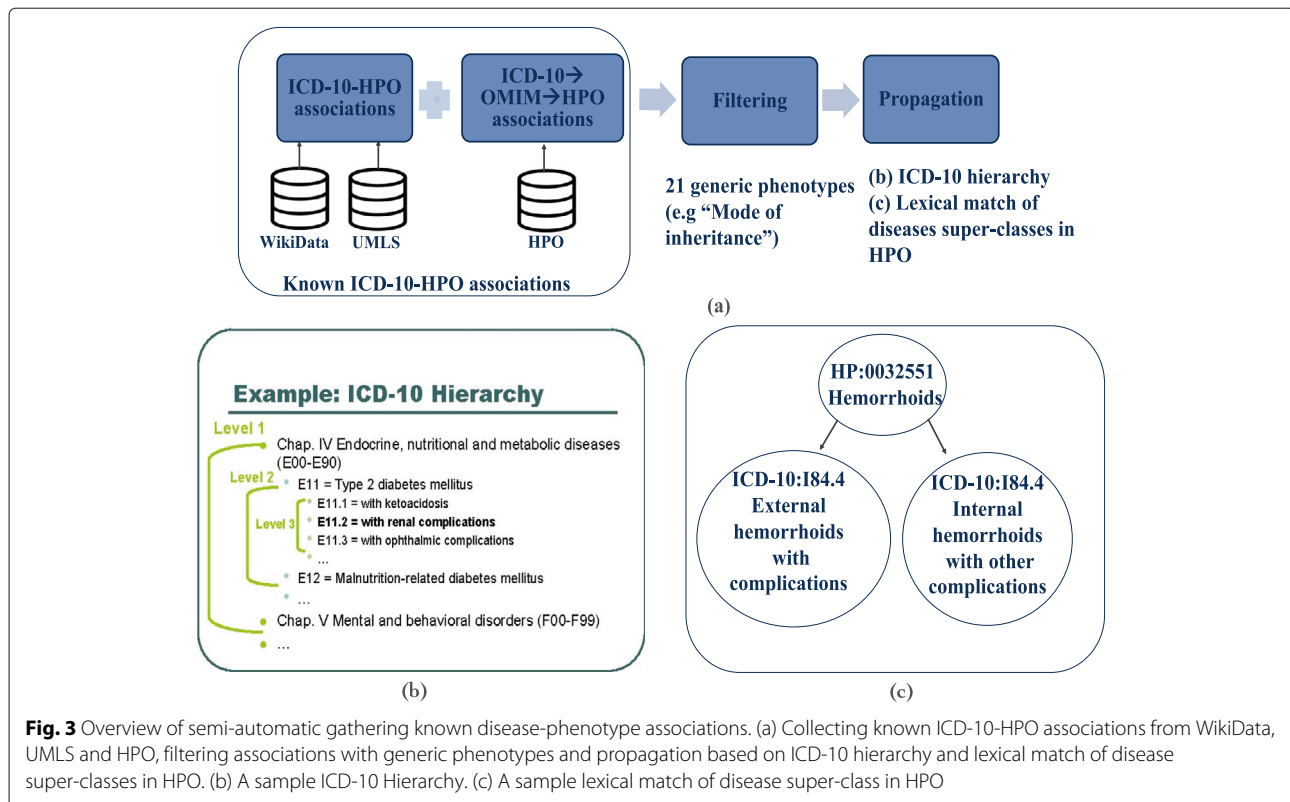 ICD-10-HPO
associations
ICD-10→
OMIM→HPO
associations
Filtering
Propagation
WikiData
UMLS
HPO
Known ICD-10-HPO associations
21 generic phenotypes
(e.g “Mode of
inheritance”)
(b) ICD-10 hierarchy
(c) Lexical match of
diseases super-classes in
HPO
(a)
Example: ICD-10 Hierarchy
Level 1
Chap. IV Endocrine, nutritional and metabolic diseases
(E00-E90)
Level 2
E11 = Type 2 diabetes mellitus
E11.1 = with ketoacidosis
Level 3
E11.2 = with renal complications
E11.3 = with ophthalmic complications
...
E12 = Malnutrition-related diabetes mellitus
...
Chap. V Mental and behavioral disorders (F00-F99)
...
(b)
HP:0032551
Hemorrhoids
ICD-10:I84.4
External
hemorrhoids
with
complications
ICD-10:I84.4
Internal
hemorrhoids
with other
complications
(c)
Fig. 3 Overview of semi-automatic gathering known disease-phenotype associations. (a) Collecting known ICD-10-HPO associations from WikiData,
UMLS and HPO, filtering associations with generic phenotypes and propagation based on ICD-10 hierarchy and lexical match of disease
super-classes in HPO. (b) A sample ICD-10 Hierarchy. (c) A sample lexical match of disease super-class in HPO